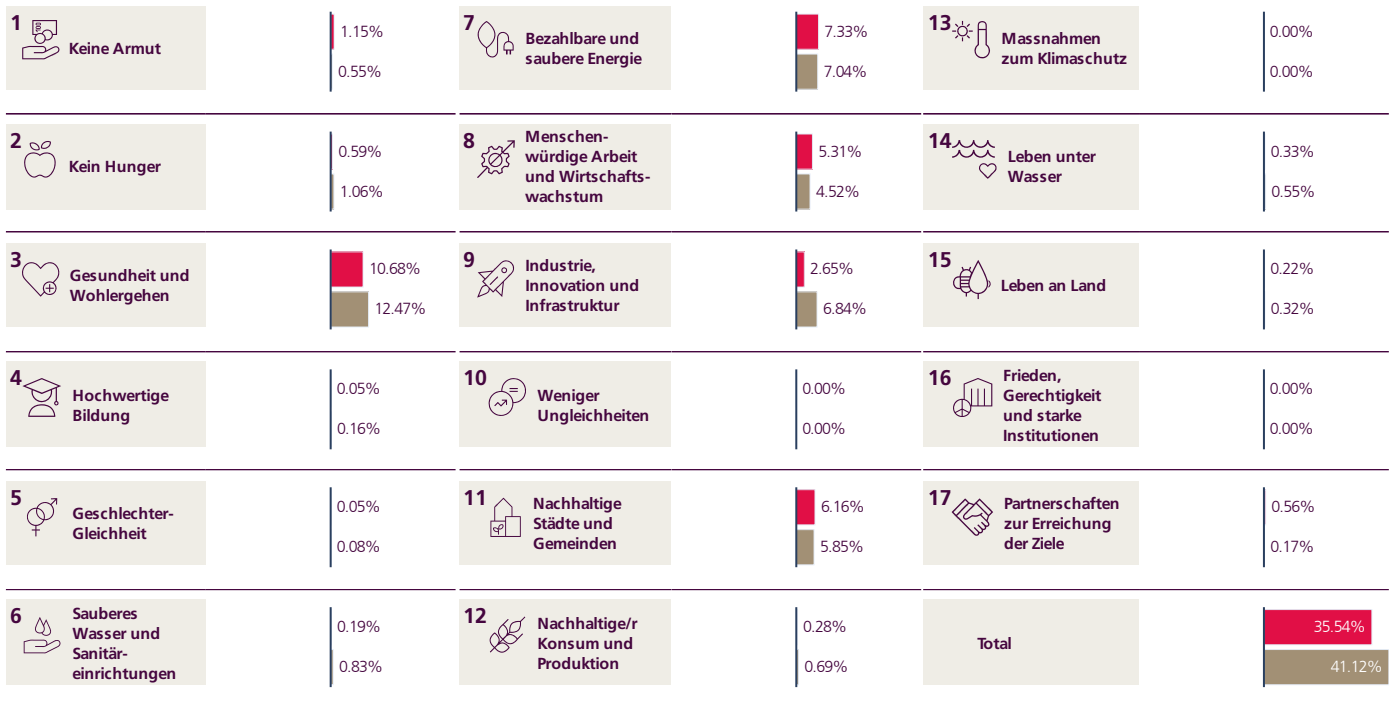 1
Keine Armut
1.15%
0.55%
2
Kein Hunger
0.59%
1.06%
3
Gesundheit und
Wohlergehen
10.68%
12.47%
4
Hochwertige
Bildung
0.05%
0.16%
5
Geschlechter-
Gleichheit
0.05%
0.08%
6
Sauberes
Wasser und
Sanitär-
einrichtungen
0.19%
0.83%
7
Bezahlbare und
saubere Energie
7.33%
7.04%
8
Menschen-
würdige Arbeit
und Wirtschafts-
wachstum
5.31%
4.52%
9
Industrie,
Innovation und
Infrastruktur
2.65%
6.84%
10
Weniger
Ungleichheiten
0.00%
0.00%
11
Nachhaltige
Städte und
Gemeinden
6.16%
5.85%
12
Nachhaltige/r
Konsum und
Produktion
0.28%
0.69%
13
Massnahmen
zum Klimaschutz
0.00%
0.00%
14
Leben unter
Wasser
0.33%
0.55%
15
Leben an Land
0.22%
0.32%
16
Frieden,
Gerechtigkeit
und starke
Institutionen
0.00%
0.00%
17
Partnerschaften
zur Erreichung
der Ziele
0.56%
0.17%
Total
35.54%
41.12%